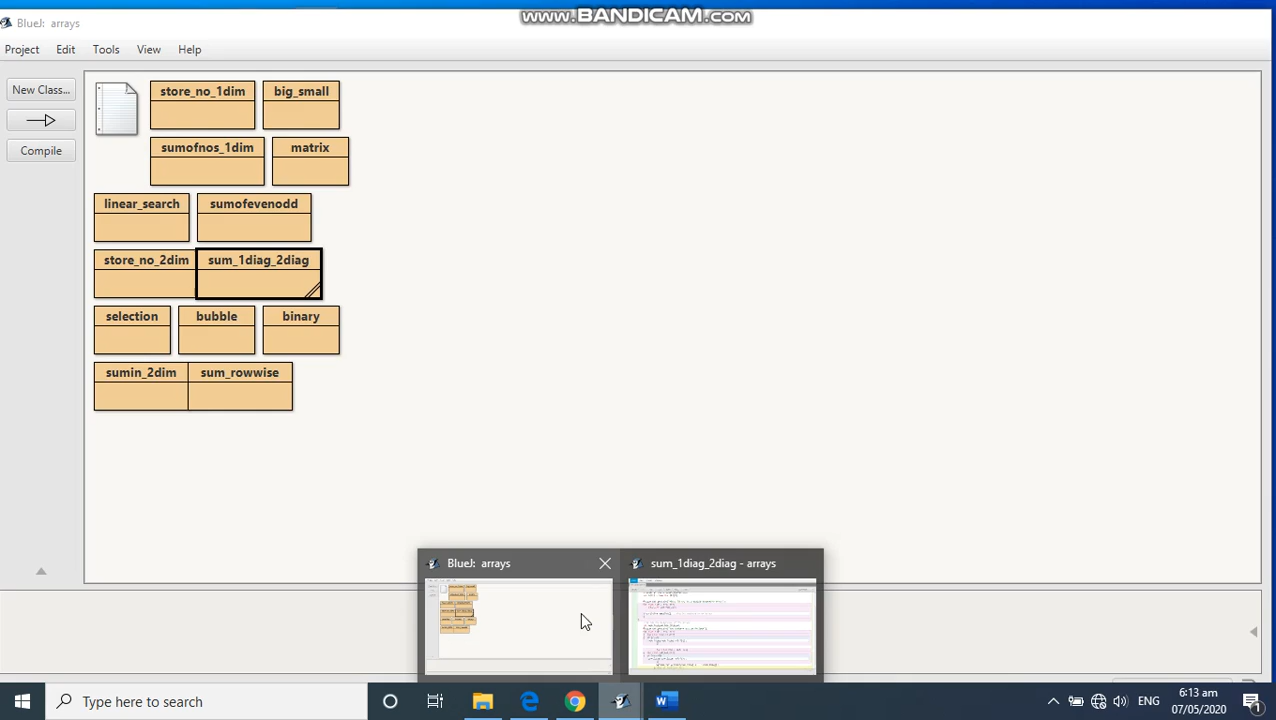 www.BANDICAM.com
BlueJ: arrays
Project Edit Tools View Help
New Class...
Compile
store_no_1dim big_small
sumofnos_1dim matrix
linear_search sumofevenodd
store_no_2dim sum_1diag_2diag
selection bubble binary
sumin_2dim sum_rowwise
BlueJ: arrays
sum_1diag_2diag - arrays
Type here to search
ENG
6:13 am
07/05/2020
1